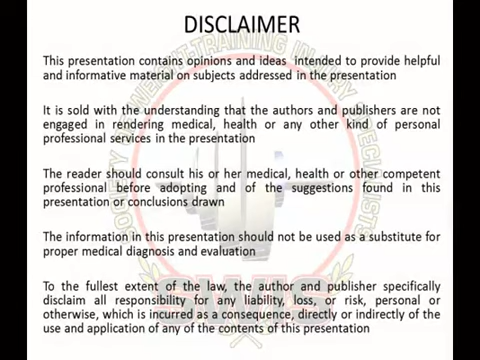 DISCLAIMER
This presentation contains opinions and ideas intended to provide helpful
and informative material on subjects addressed in the presentation
It is sold with the understanding that the authors and publishers are not
engaged in rendering medical, health or any other kind of personal
professional services in the presentation
The reader should consult his or her medical, health or other competent
professional before adopting and of the suggestions found in this
presentation or conclusions drawn
The information in this presentation should not be used as a substitute for
proper medical diagnosis and evaluation
To the fullest extent of the law, the author and publisher specifically
disclaim all responsibility for any liability, loss, or risk, personal or
otherwise, which is incurred as a consequence, directly or indirectly of the
use and application of any of the contents of this presentation
SOCIETY OF WEIGHT-TRAINING INJURY SPECIALISTS
SWIS